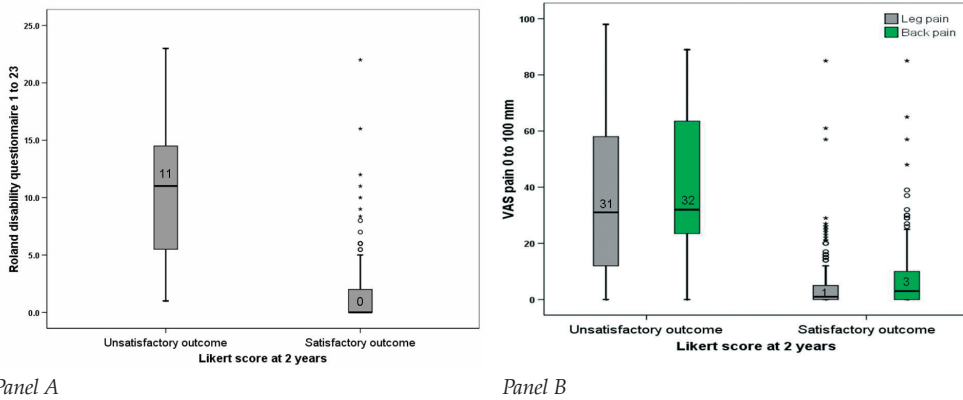 25.0
20.0
15.0
10.0
5.0
0.0
Roland disability questionnaire 1 to 23
11
0
Unsatisfactory outcome Satisfactory outcome
Likert score at 2 years
Panel A
100
80
60
40
20
0
VAS pain 0 to 100 mm
Leg pain
Back pain
31
32
1
3
Unsatisfactory outcome Satisfactory outcome
Likert score at 2 years
Panel B